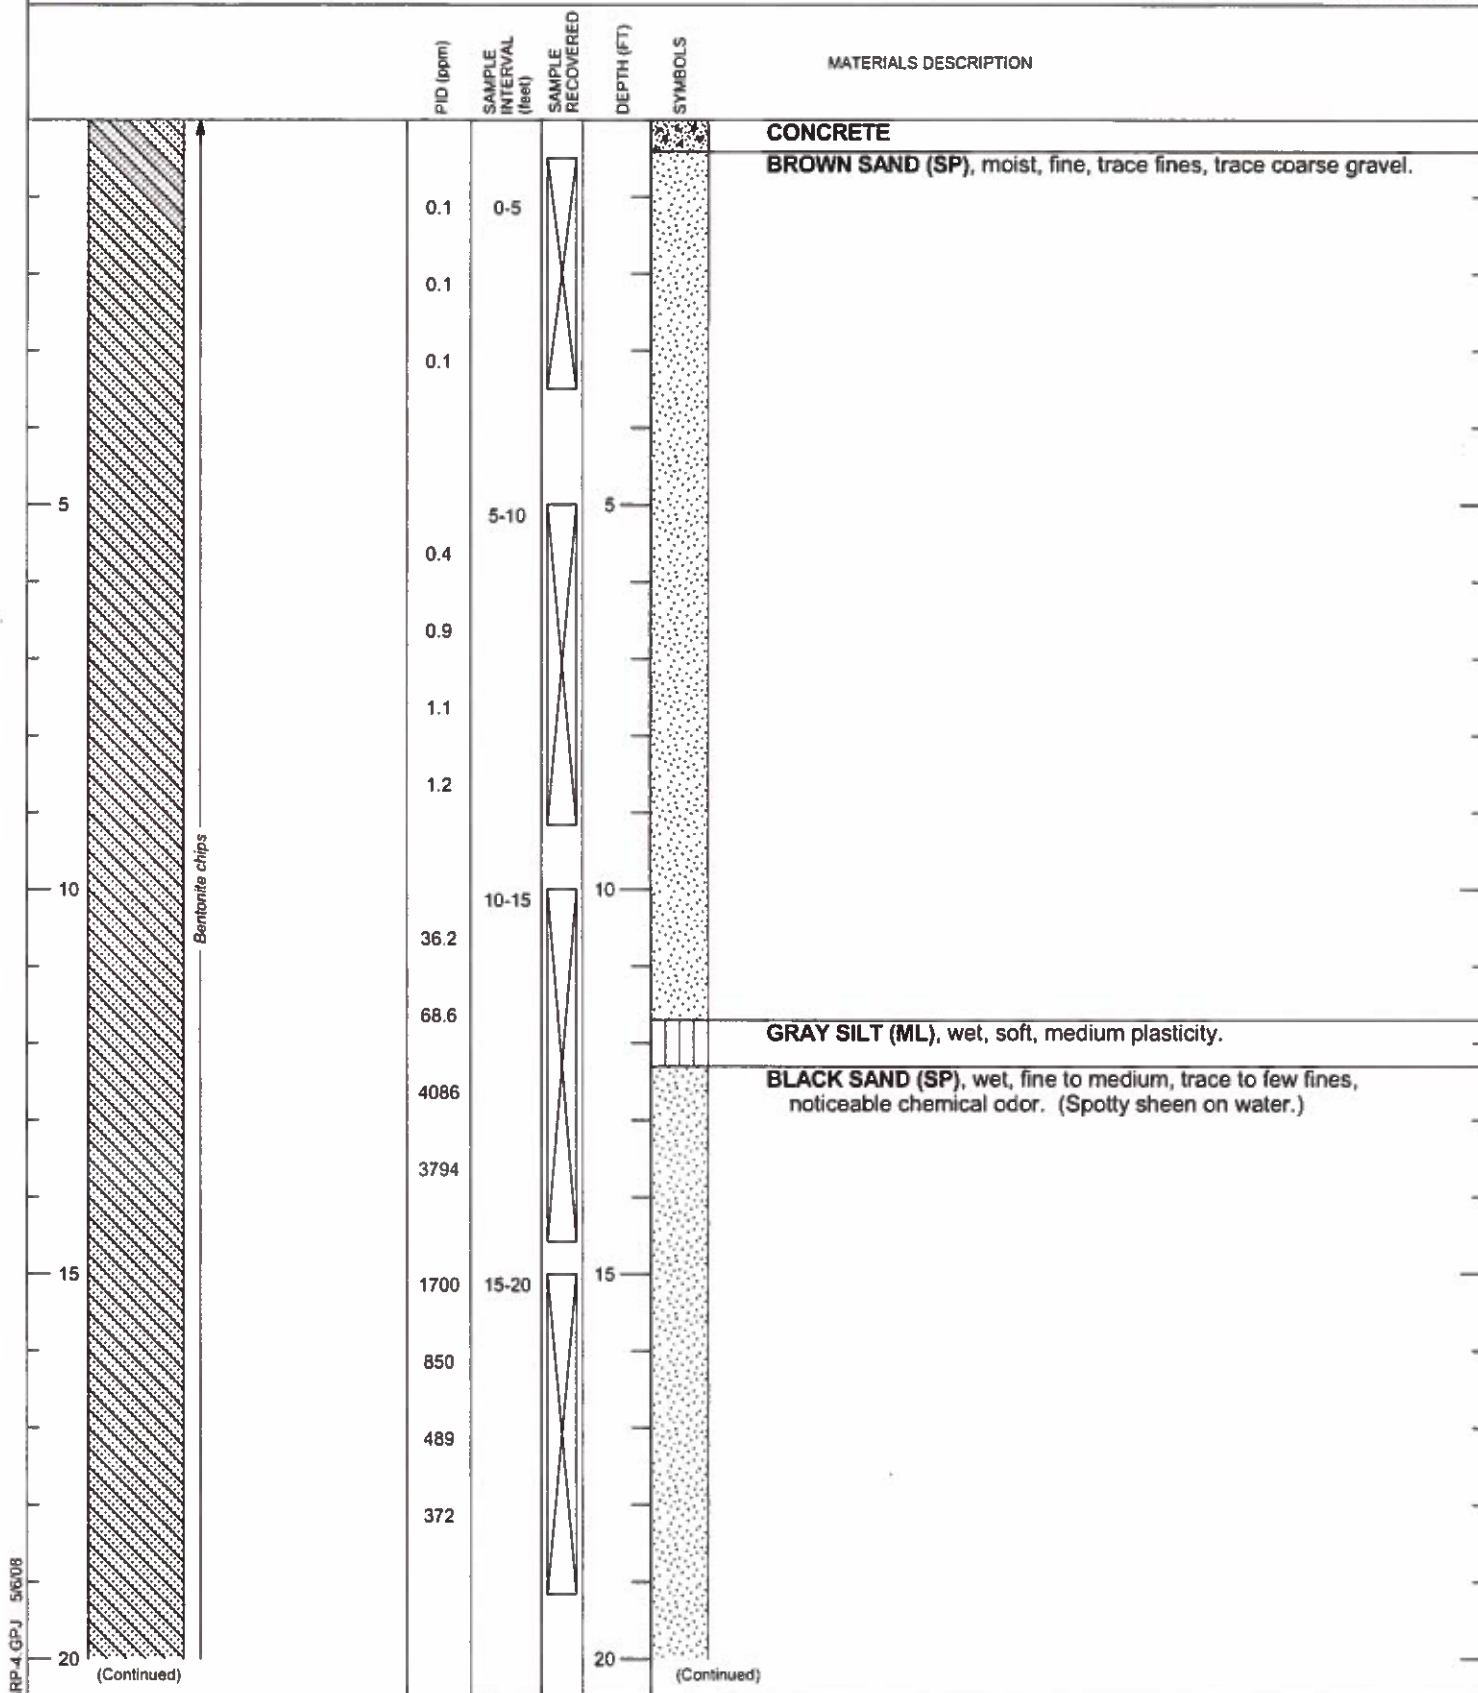 PID (ppm)
SAMPLE
INTERVAL
(feet)
SAMPLE
RECOVERED
DEPTH (FT)
SYMBOLS
MATERIALS DESCRIPTION
CONCRETE
BROWN SAND (SP), moist, fine, trace fines, trace coarse gravel.
0.1 0-5
0.1
0.1
5 5-10 5
0.4
0.9
1.1
1.2
Bentonite chips
10 10-15 10
36.2
68.6
GRAY SILT (ML), wet, soft, medium plasticity.
BLACK SAND (SP), wet, fine to medium, trace to few fines,
noticeable chemical odor. (Spotty sheen on water.)
4086
3794
15 1700 15-20 15
850
489
372
20 20
(Continued) (Continued)
RP-4.GPJ 5/6/08